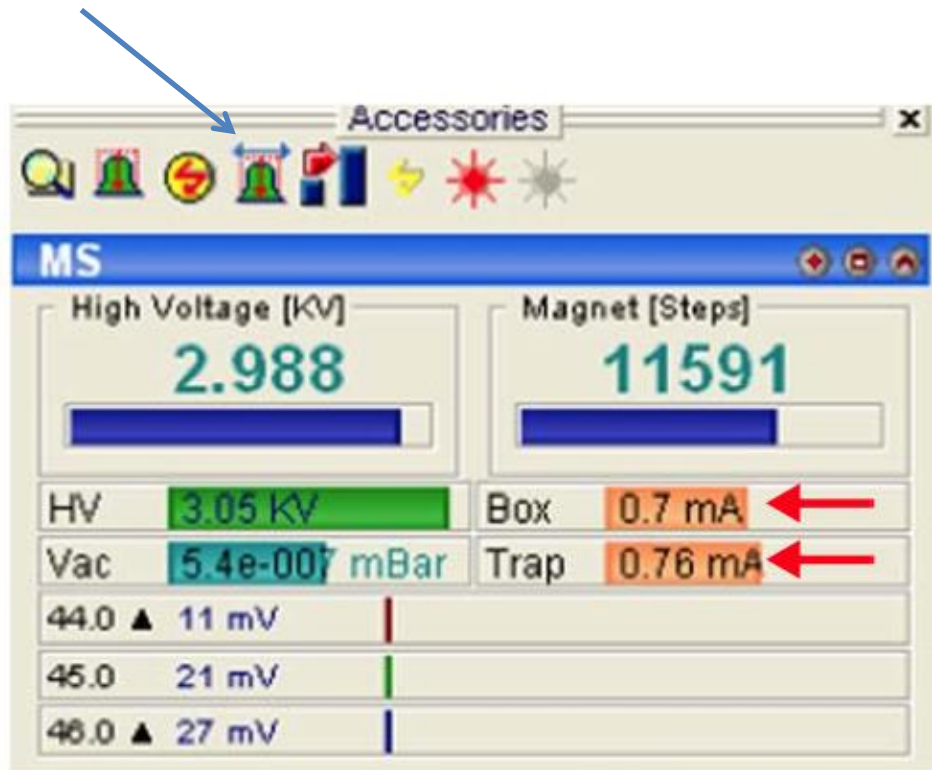 Accessories x
MS
High Voltage [KV] Magnet [Steps]
2.988 11591
HV 3.05 KV Box 0.7 mA
Vac 5.4e-007 mBar Trap 0.76 mA
44.0 ▲ 11 mV
45.0 21 mV
46.0 ▲ 27 mV